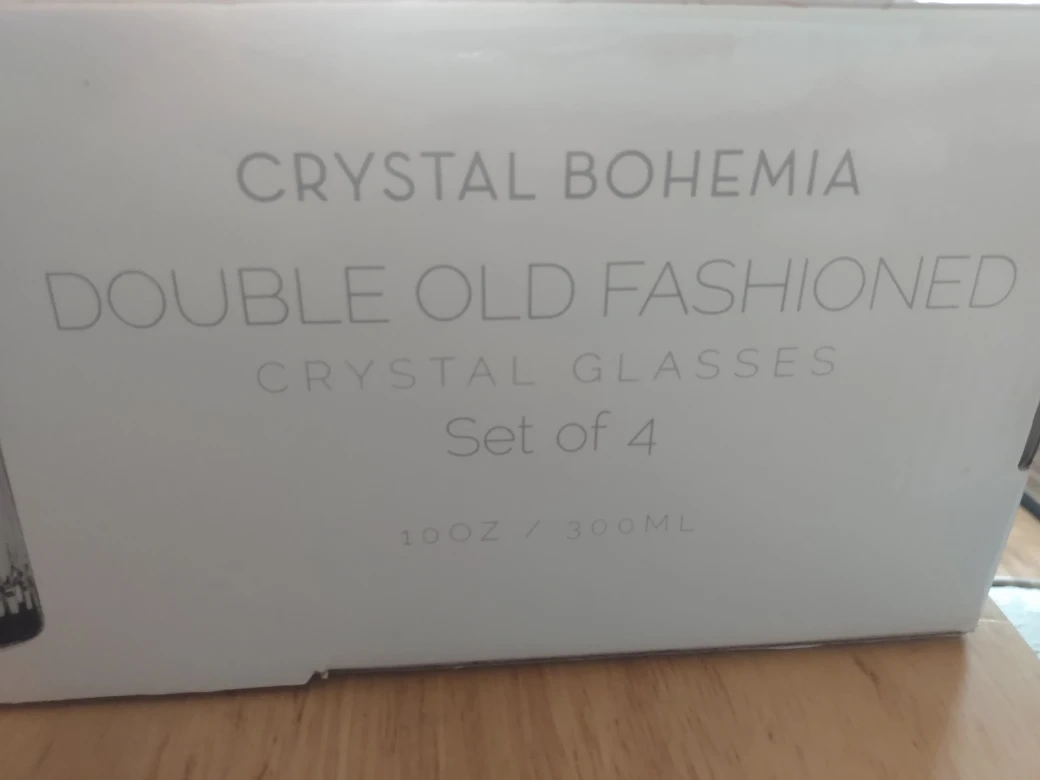 CRYSTAL BOHEMIA
DOUBLE OLD FASHIONED
CRYSTAL GLASSES
Set of 4
10OZ / 300ML